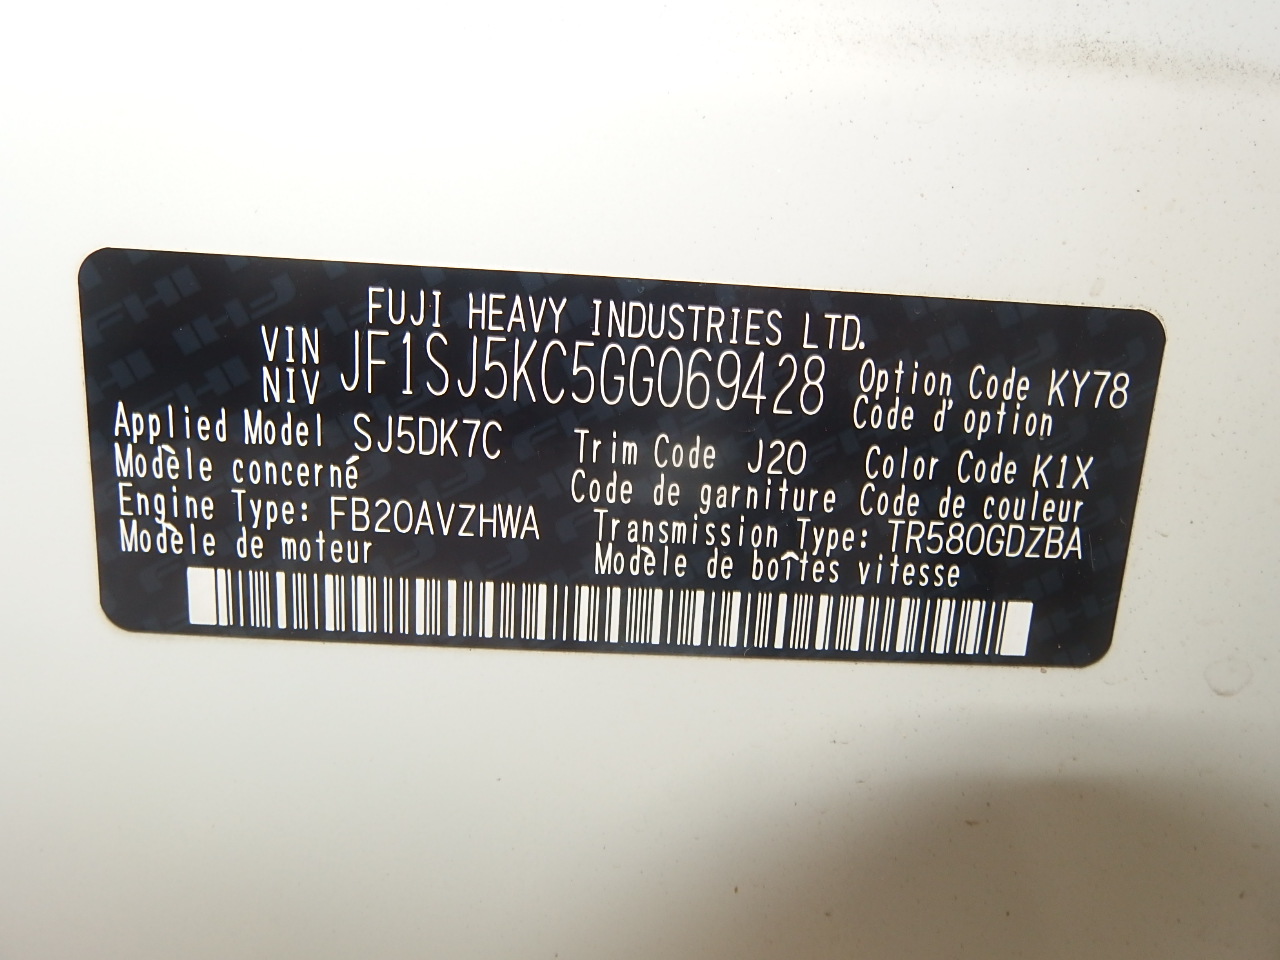 FUJI HEAVY INDUSTRIES LTD.
VIN JF1SJ5KC5GG069428
NIV
Option Code KY78
Code d'option
Applied Model SJ5DK7C
Modèle concerné
Trim Code J20
Code de garniture
Color Code K1X
Code de couleur
Engine Type: FB20AVZHWA
Modèle de moteur
Transmission Type: TR580GDZBA
Modèle de boîtes vitesse